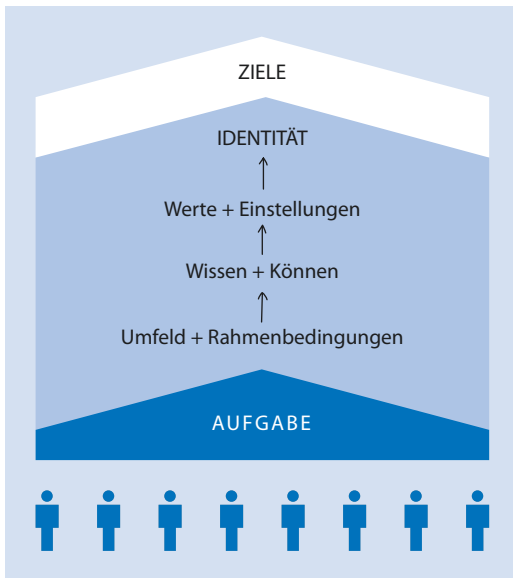 ZIELE
IDENTITÄT
Werte + Einstellungen
Wissen + Können
Umfeld + Rahmenbedingungen
AUFGABE